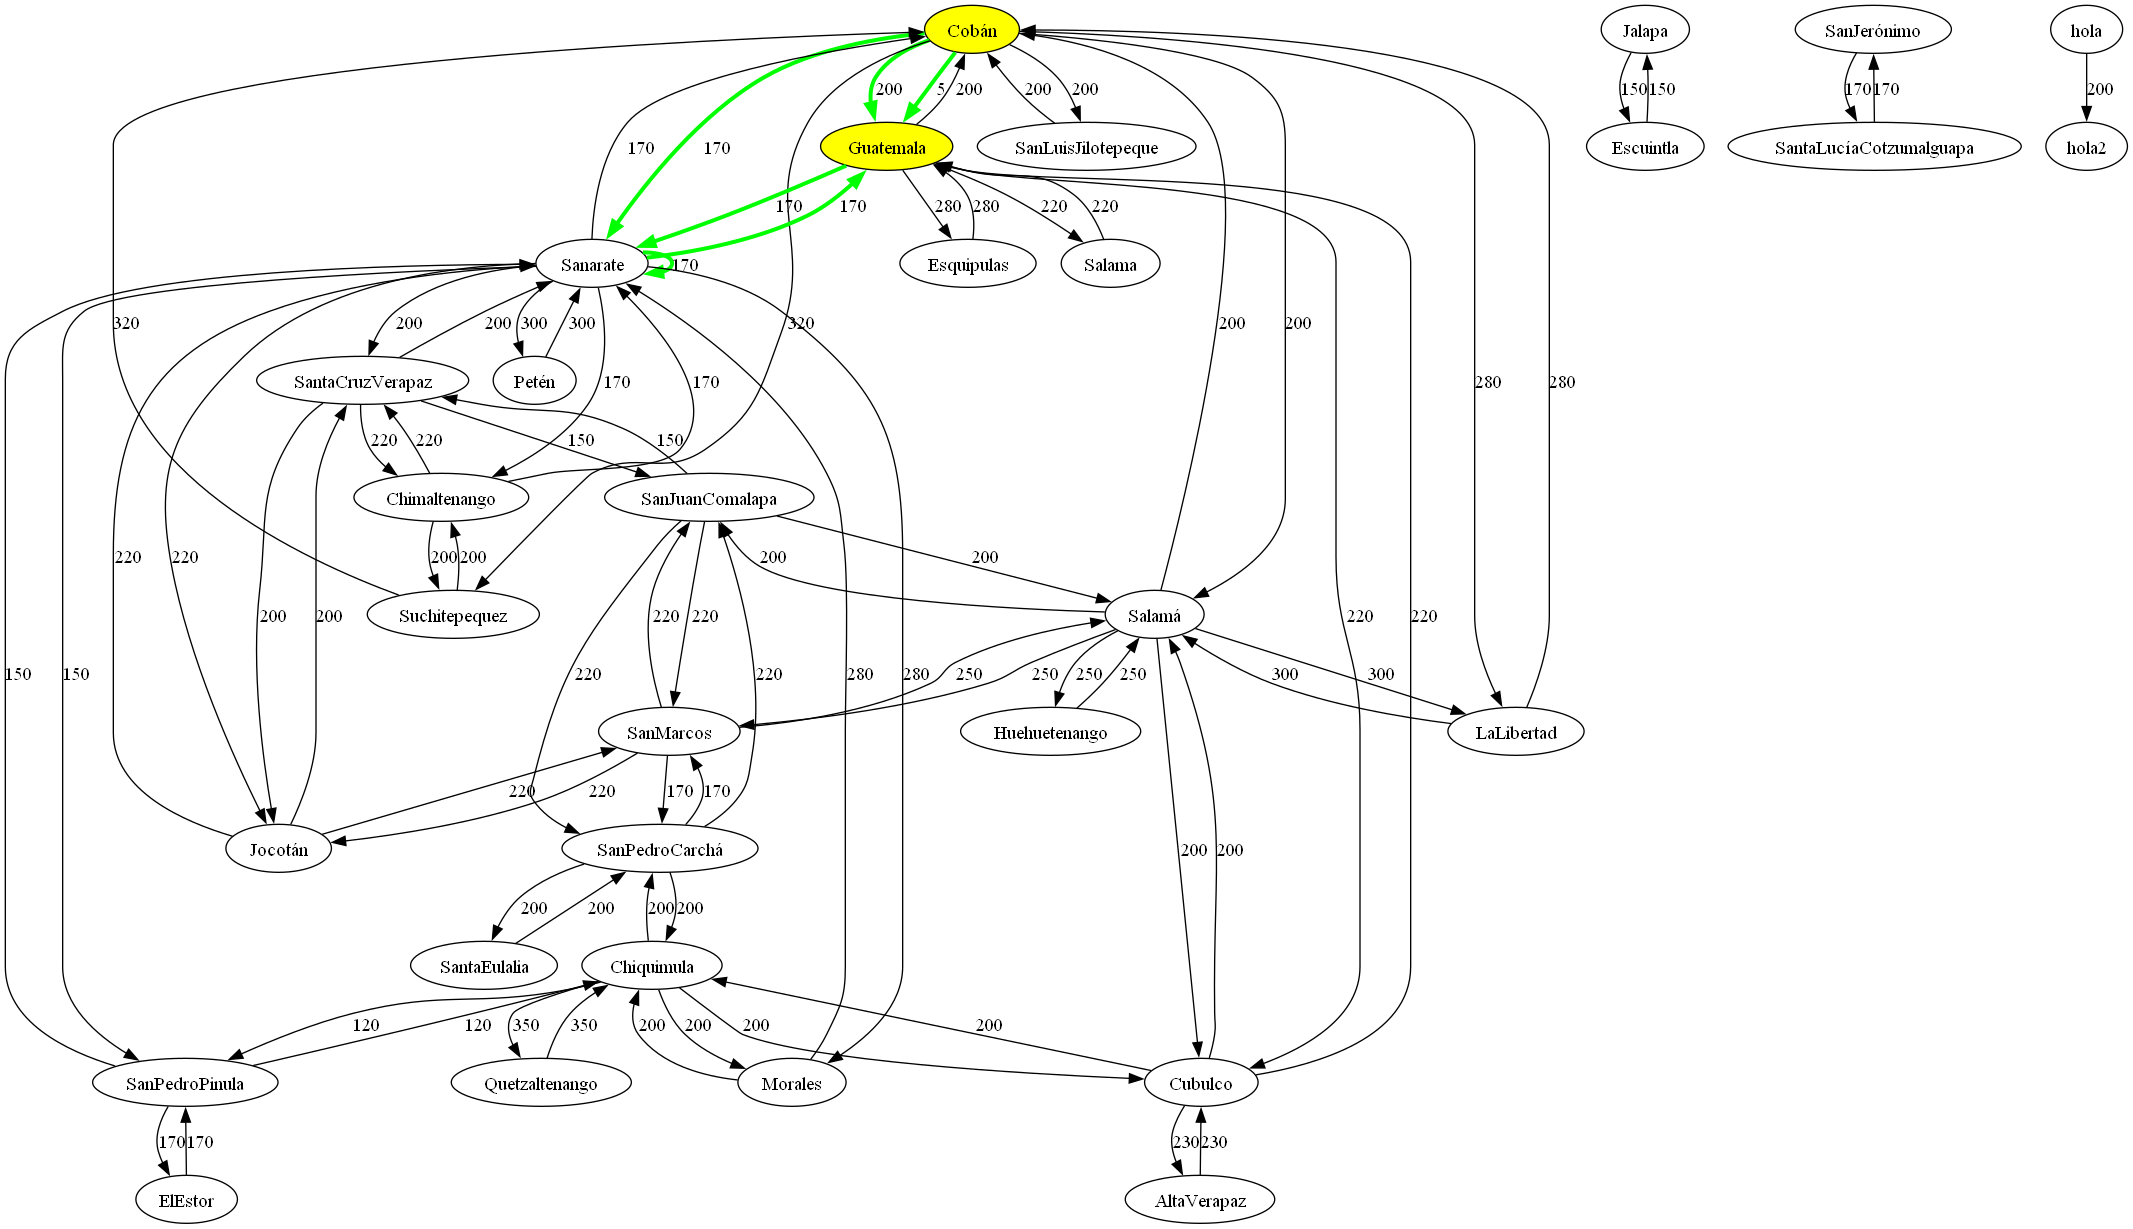 Cobán
Jalapa
SanJerónimo
hola
200
5
200
200
200
150
150
170
170
200
170
170
Guatemala
SanLuisJilotepeque
Escuintla
SantaLucíaCotzumalguapa
hola2
170
170
280
280
220
220
Sanarate
170
Esquipulas
Salama
320
200
200
300
300
320
200
200
SantaCruzVerapaz
Petén
170
170
280
280
220
220
150
150
Chimaltenango
SanJuanComalapa
220
220
200
200
200
200
Suchitepequez
Salamá
200
200
220
220
220
220
150
150
220
220
250
250
250
250
300
300
280
280
SanMarcos
Huehuetenango
LaLibertad
220
220
170
170
Jocotán
SanPedroCarchá
200
200
200
200
200
200
SantaEulalia
Chiquimula
120
120
350
350
200
200
200
200
SanPedroPinula
Quetzaltenango
Morales
Cubulco
170
170
230
230
ElEstor
AltaVerapaz